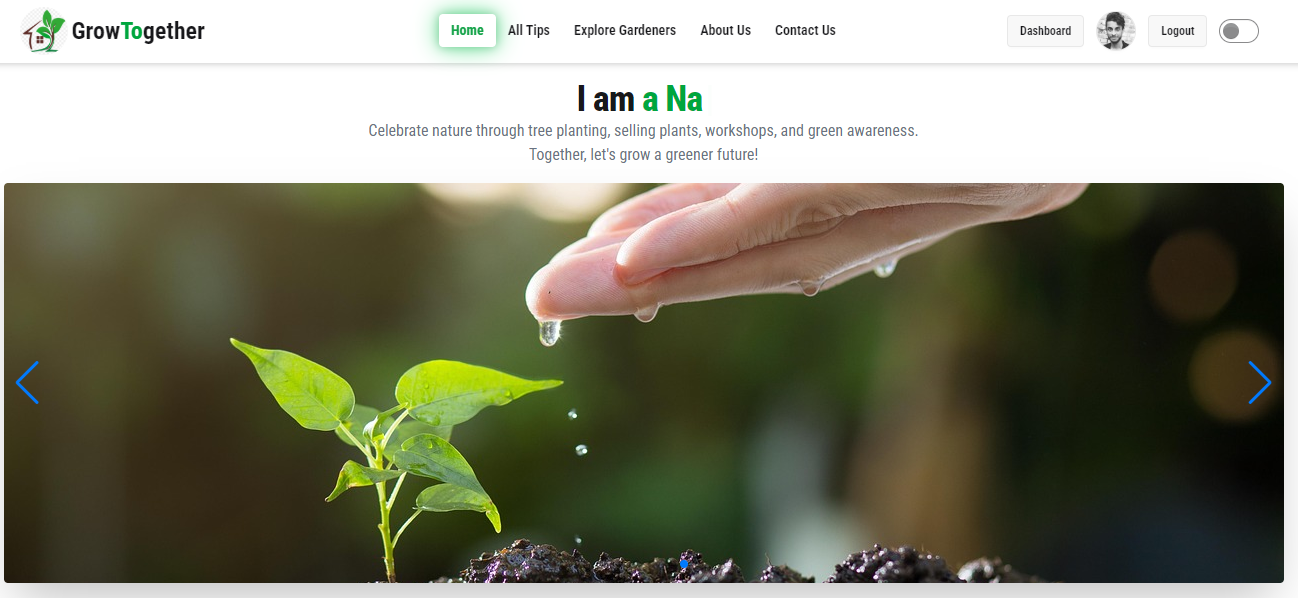 GrowTogether
Home All Tips Explore Gardeners About Us Contact Us
Dashboard Logout
I am a Na
Celebrate nature through tree planting, selling plants, workshops, and green awareness.
Together, let's grow a greener future!